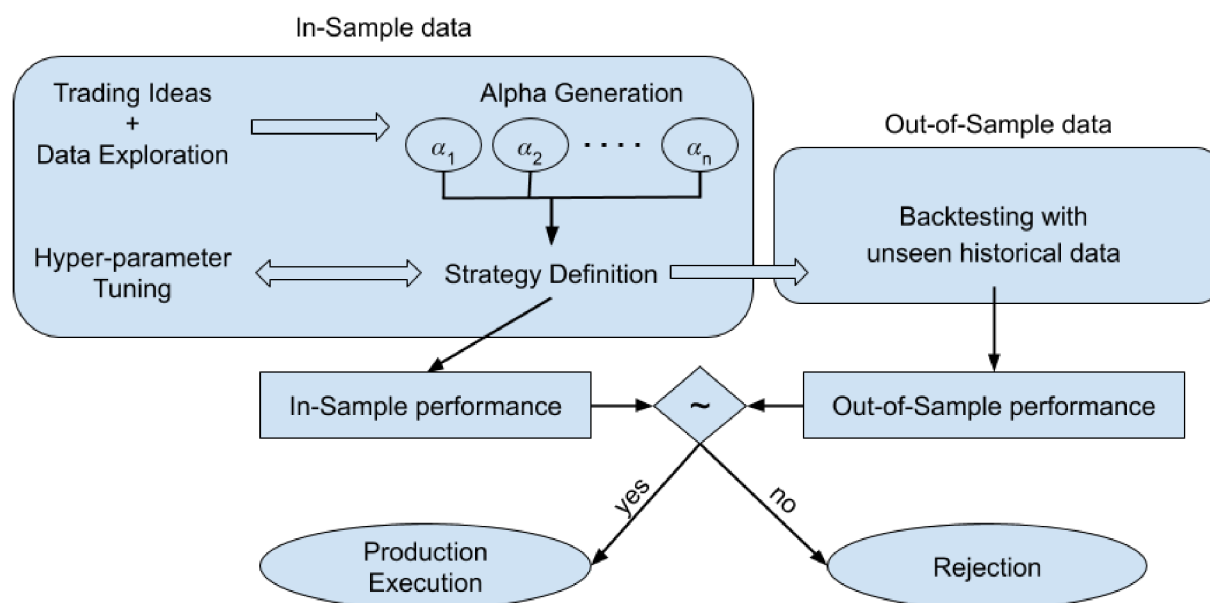 In-Sample data
Trading Ideas
+
Data Exploration
Alpha Generation
α1 α2 · · · · αn
Out-of-Sample data
Backtesting with
unseen historical data
Hyper-parameter
Tuning
Strategy Definition
In-Sample performance
~
Out-of-Sample performance
yes
no
Production
Execution
Rejection